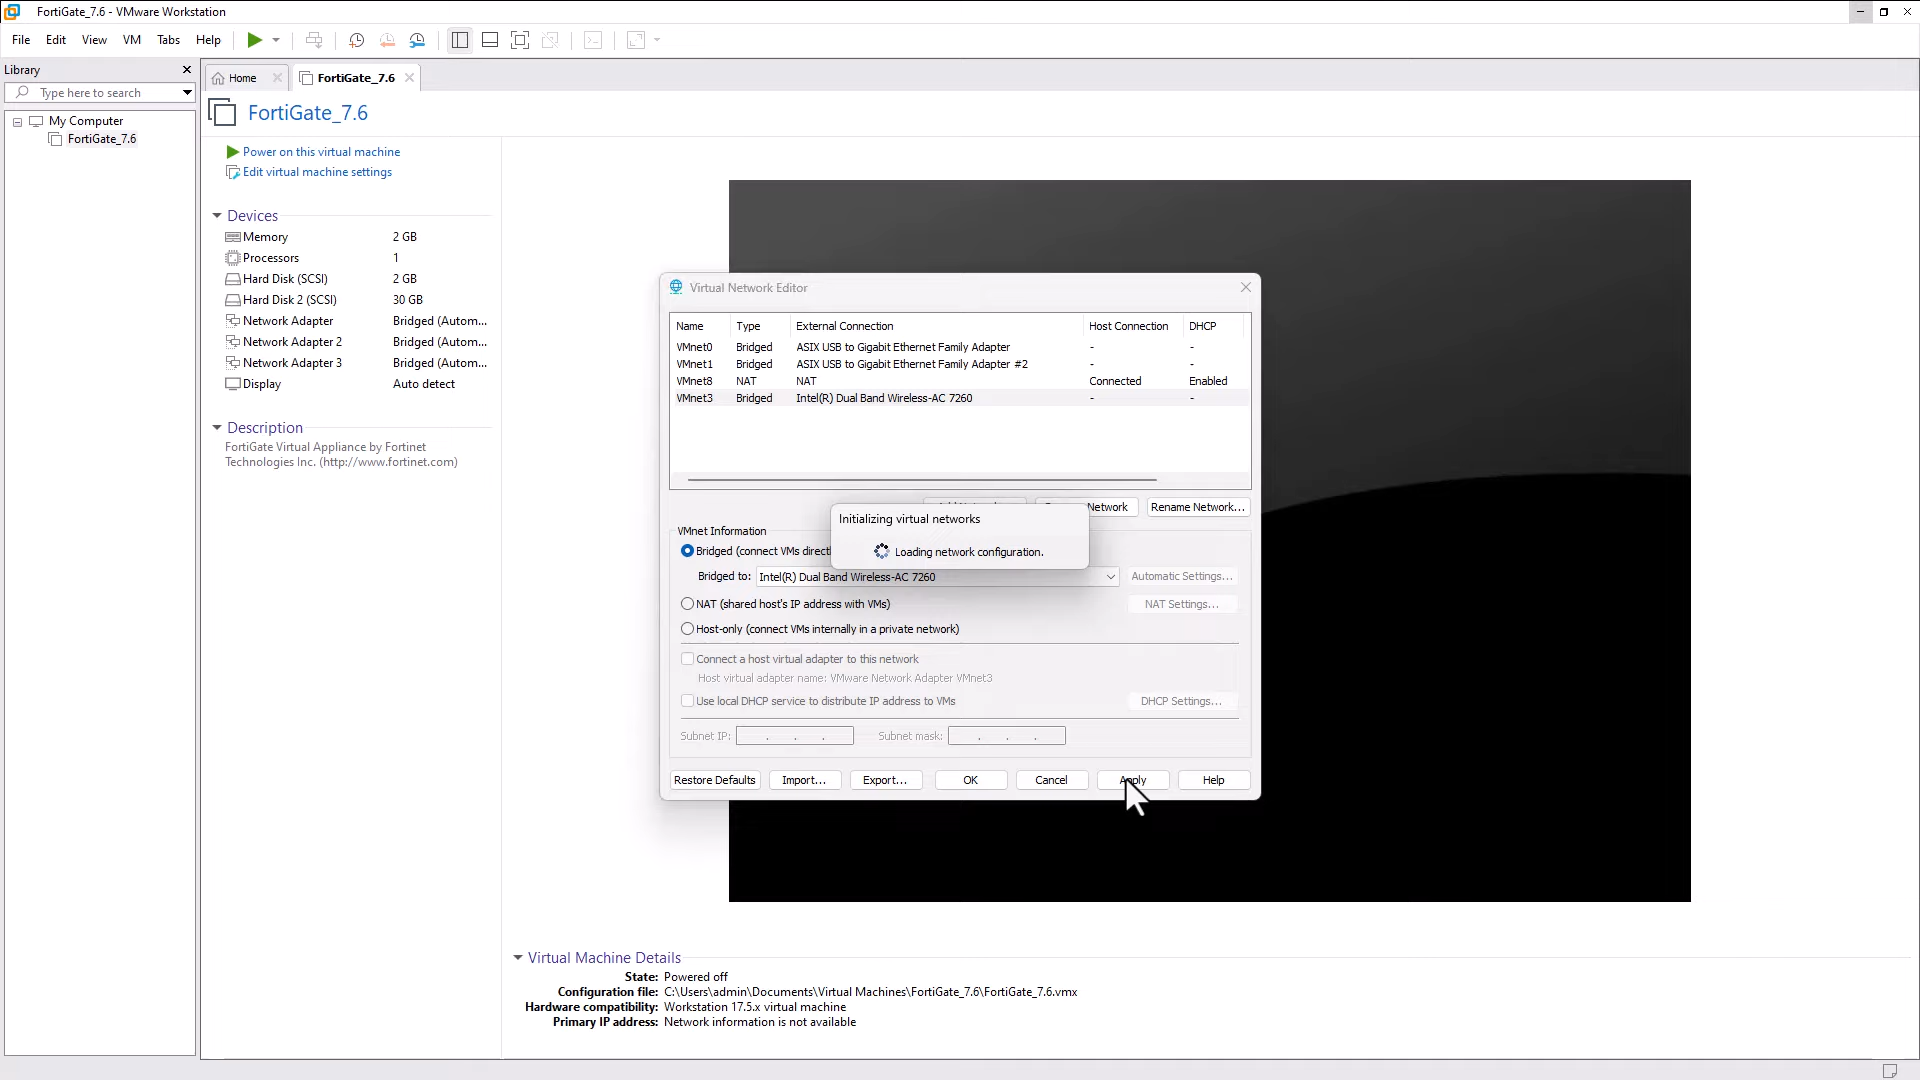 FortiGate_7.6 - VMware Workstation
File Edit View VM Tabs Help
Library
Type here to search
My Computer
FortiGate_7.6
Home
FortiGate_7.6
FortiGate_7.6
Power on this virtual machine
Edit virtual machine settings
Devices
Memory 2 GB
Processors 1
Hard Disk (SCSI) 2 GB
Hard Disk 2 (SCSI) 30 GB
Network Adapter Bridged (Autom...
Network Adapter 2 Bridged (Autom...
Network Adapter 3 Bridged (Autom...
Display Auto detect
Description
FortiGate Virtual Appliance by Fortinet
Technologies Inc. (http://www.fortinet.com)
Virtual Network Editor
Name Type External Connection Host Connection DHCP
VMnet0 Bridged ASIX USB to Gigabit Ethernet Family Adapter - -
VMnet1 Bridged ASIX USB to Gigabit Ethernet Family Adapter #2 - -
VMnet8 NAT NAT Connected Enabled
VMnet3 Bridged Intel(R) Dual Band Wireless-AC 7260 - -
Network Rename Network...
Initializing virtual networks
Loading network configuration.
VMnet Information
Bridged (connect VMs directl
Bridged to: Intel(R) Dual Band Wireless-AC 7260 Automatic Settings...
NAT (shared host's IP address with VMs) NAT Settings...
Host-only (connect VMs internally in a private network)
Connect a host virtual adapter to this network
Host virtual adapter name: VMware Network Adapter VMnet3
Use local DHCP service to distribute IP address to VMs DHCP Settings...
Subnet IP: . . . Subnet mask: . . .
Restore Defaults Import... Export... OK Cancel Apply Help
Virtual Machine Details
State: Powered off
Configuration file: C:\Users\admin\Documents\Virtual Machines\FortiGate_7.6\FortiGate_7.6.vmx
Hardware compatibility: Workstation 17.5.x virtual machine
Primary IP address: Network information is not available